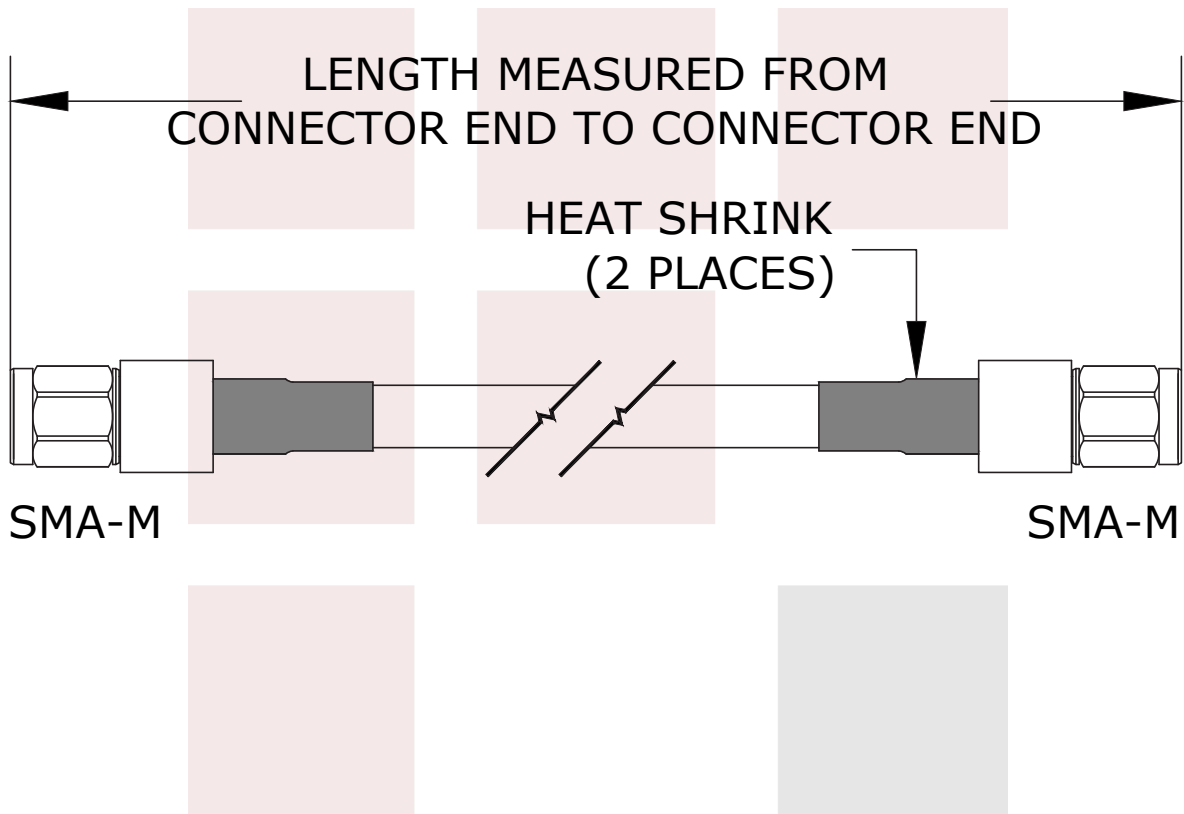 LENGTH MEASURED FROM
CONNECTOR END TO CONNECTOR END
HEAT SHRINK
(2 PLACES)
SMA-M
SMA-M